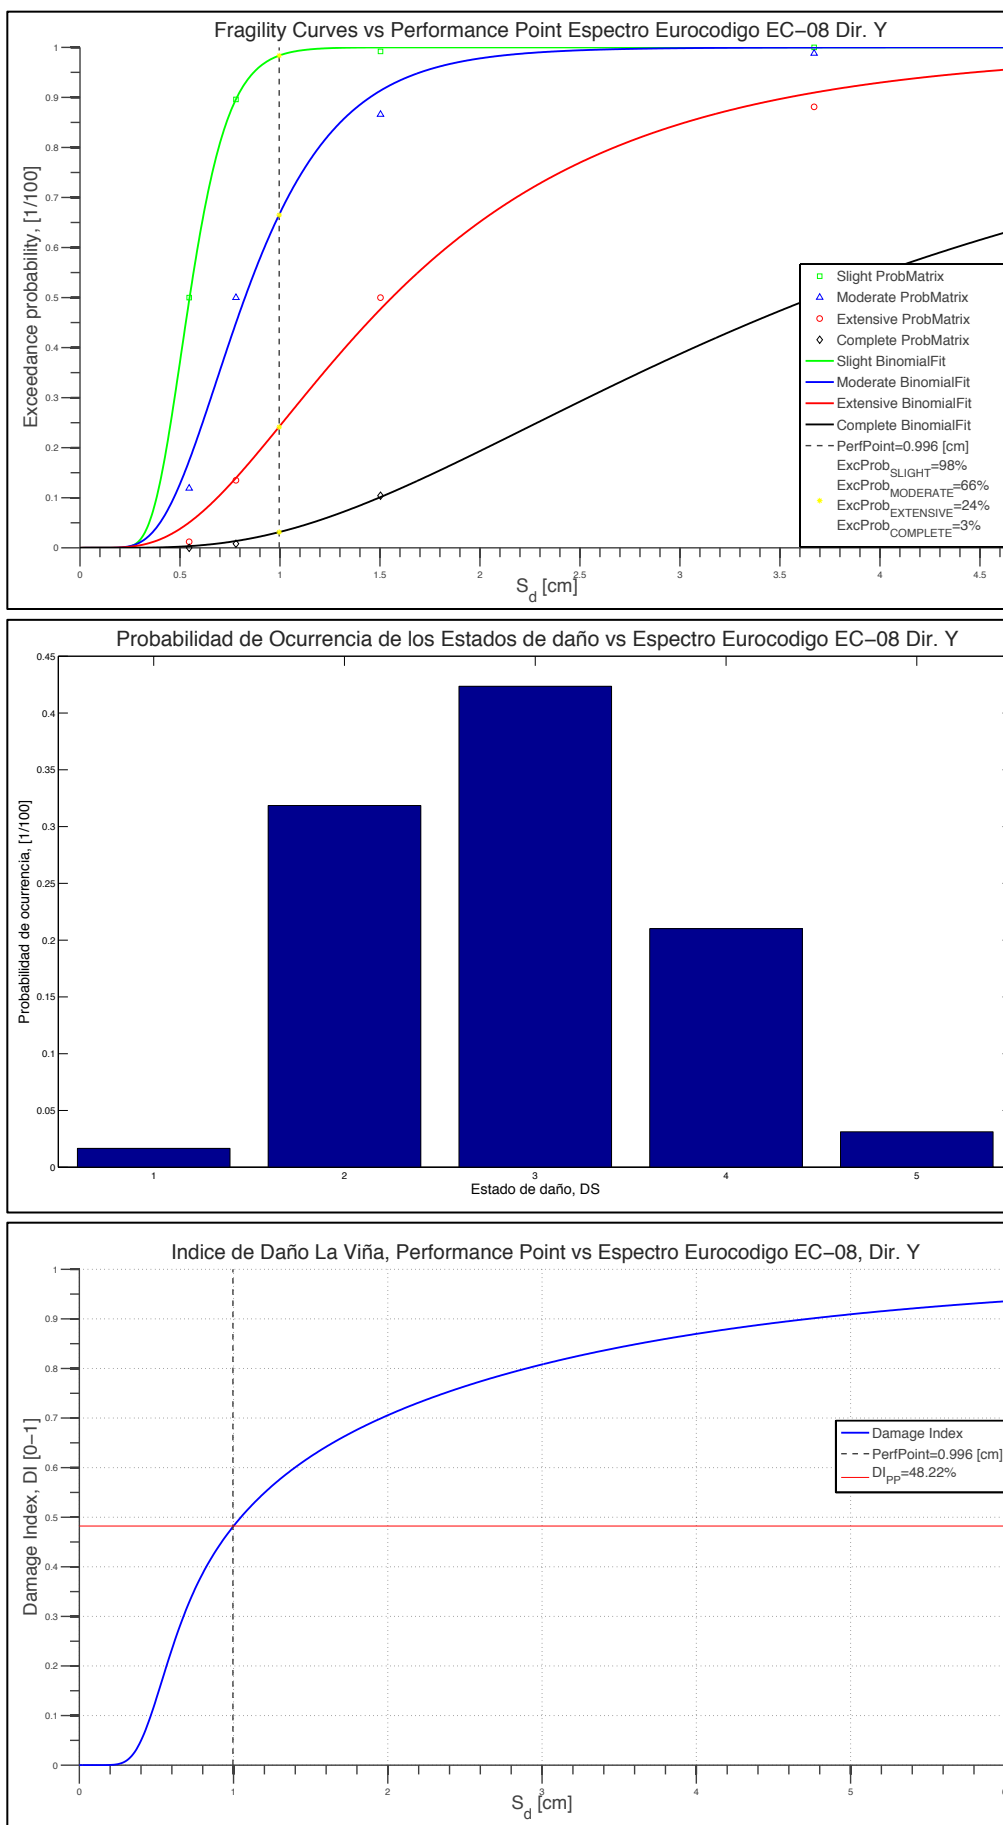 Fragility Curves vs Performance Point Espectro Eurocodigo EC−08 Dir. Y
Exceedance probability, [1/100]
1
0.9
0.8
0.7
0.6
0.5
0.4
0.3
0.2
0.1
0
0 0.5 1 1.5 2 2.5 3 3.5 4 4.5
S_d [cm]
Slight ProbMatrix
Moderate ProbMatrix
Extensive ProbMatrix
Complete ProbMatrix
Slight BinomialFit
Moderate BinomialFit
Extensive BinomialFit
Complete BinomialFit
PerfPoint=0.996 [cm]
ExcProb_SLIGHT=98%
ExcProb_MODERATE=66%
ExcProb_EXTENSIVE=24%
ExcProb_COMPLETE=3%
Probabilidad de Ocurrencia de los Estados de daño vs Espectro Eurocodigo EC−08 Dir. Y
Probabilidad de ocurrencia, [1/100]
0.45
0.4
0.35
0.3
0.25
0.2
0.15
0.1
0.05
0
1 2 3 4 5
Estado de daño, DS
Indice de Daño La Viña, Performance Point vs Espectro Eurocodigo EC−08, Dir. Y
Damage Index, DI [0−1]
1
0.9
0.8
0.7
0.6
0.5
0.4
0.3
0.2
0.1
0
0 1 2 3 4 5
S_d [cm]
Damage Index
PerfPoint=0.996 [cm]
DI_PP=48.22%